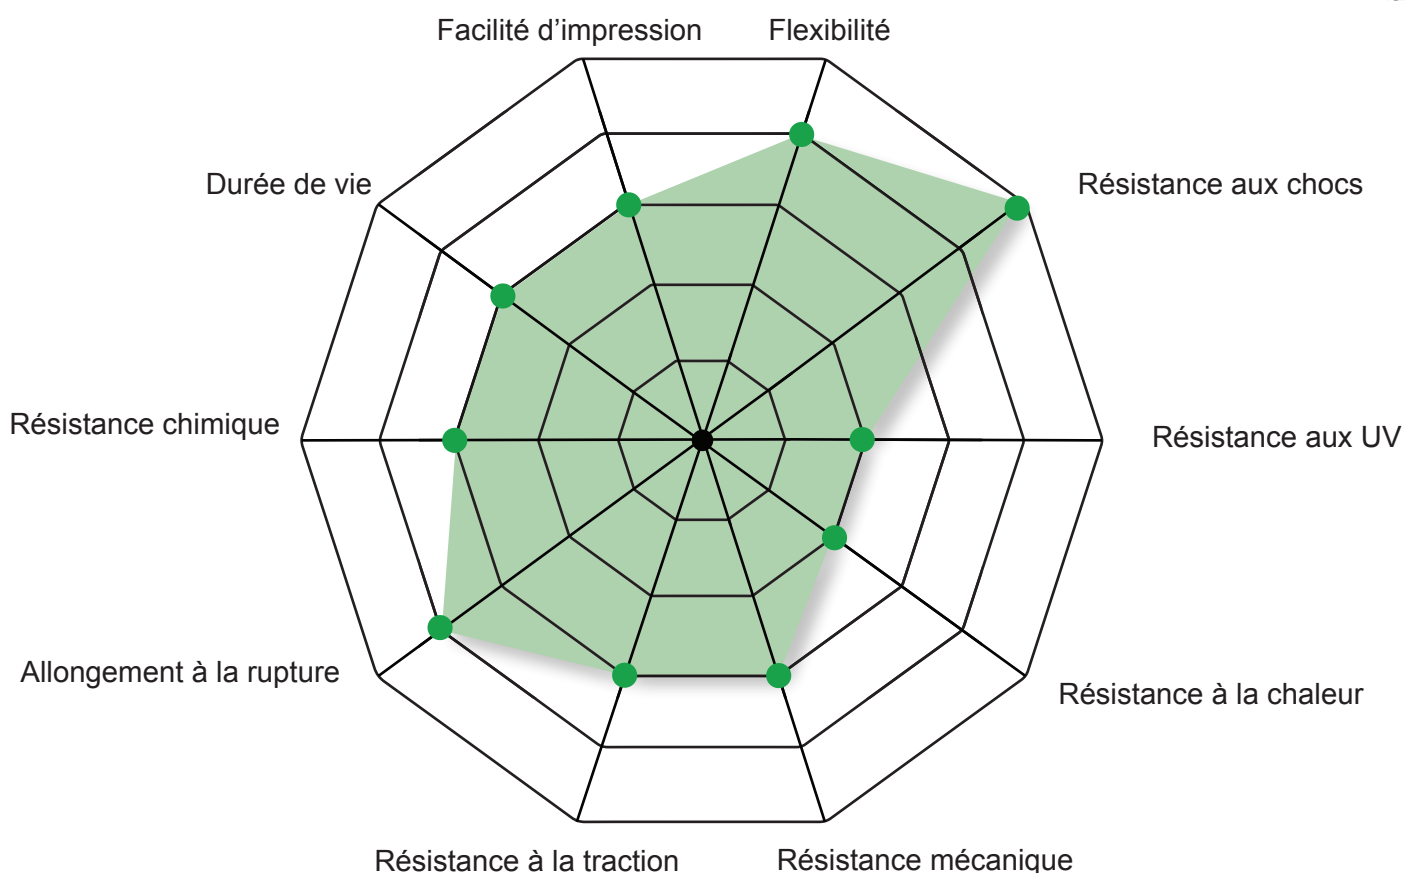 Facilité d’impression
Flexibilité
Durée de vie
Résistance aux chocs
Résistance chimique
Résistance aux UV
Allongement à la rupture
Résistance à la chaleur
Résistance à la traction
Résistance mécanique